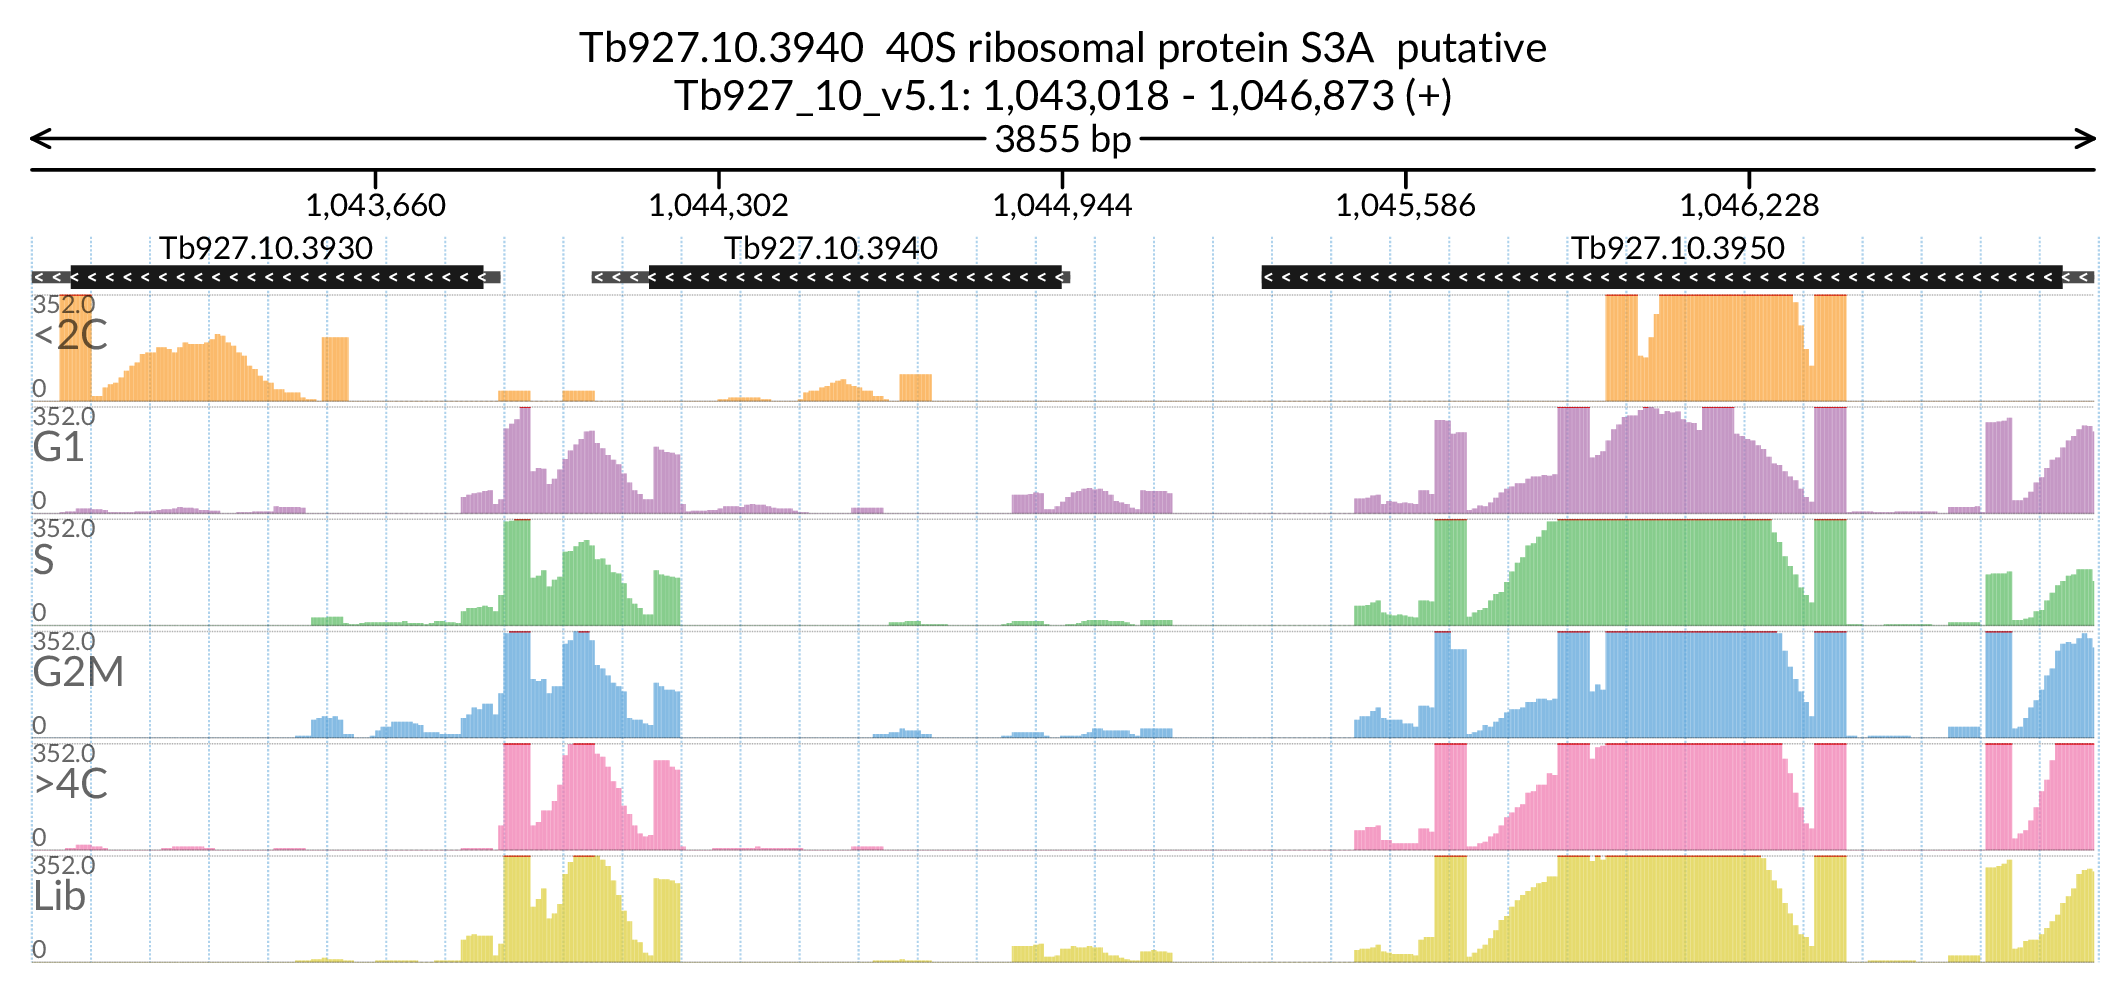 Tb927.10.3940  40S ribosomal protein S3A  putative
Tb927_10_v5.1: 1,043,018 - 1,046,873 (+)
3855 bp
1,043,660 1,044,302 1,044,944 1,045,586 1,046,228
Tb927.10.3930 Tb927.10.3940 Tb927.10.3950
352.0
<2C
0
352.0
G1
0
352.0
S
0
352.0
G2M
0
352.0
>4C
0
352.0
Lib
0